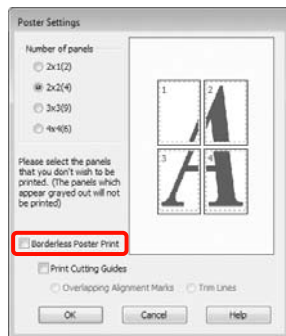 Poster Settings
Number of panels
2x1(2)
2x2(4)
3x3(9)
4x4(6)
1
2
3
4
Please select the panels
that you don't wish to be
printed. (The panels which
appear grayed out will not
be printed)
Borderless Poster Print
Print Cutting Guides
Overlapping Alignment Marks
Trim Lines
OK
Cancel
Help